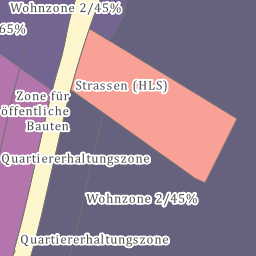 Wohnzone 2/45%
65%
Strassen (HLS)
Zone für
öffentliche
Bauten
Quartiererhaltungszone
Wohnzone 2/45%
Quartiererhaltungszone